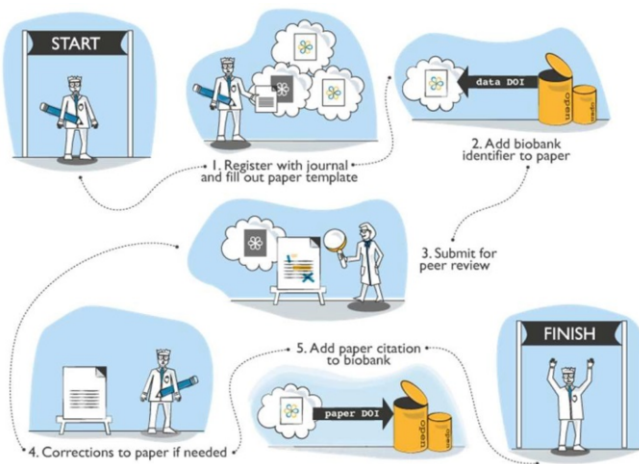 START
1. Register with journal
and fill out paper template
data DOI
open
open
2. Add biobank
identifier to paper
3. Submit for
peer review
4. Corrections to paper if needed
5. Add paper citation
to biobank
paper DOI
open
open
FINISH